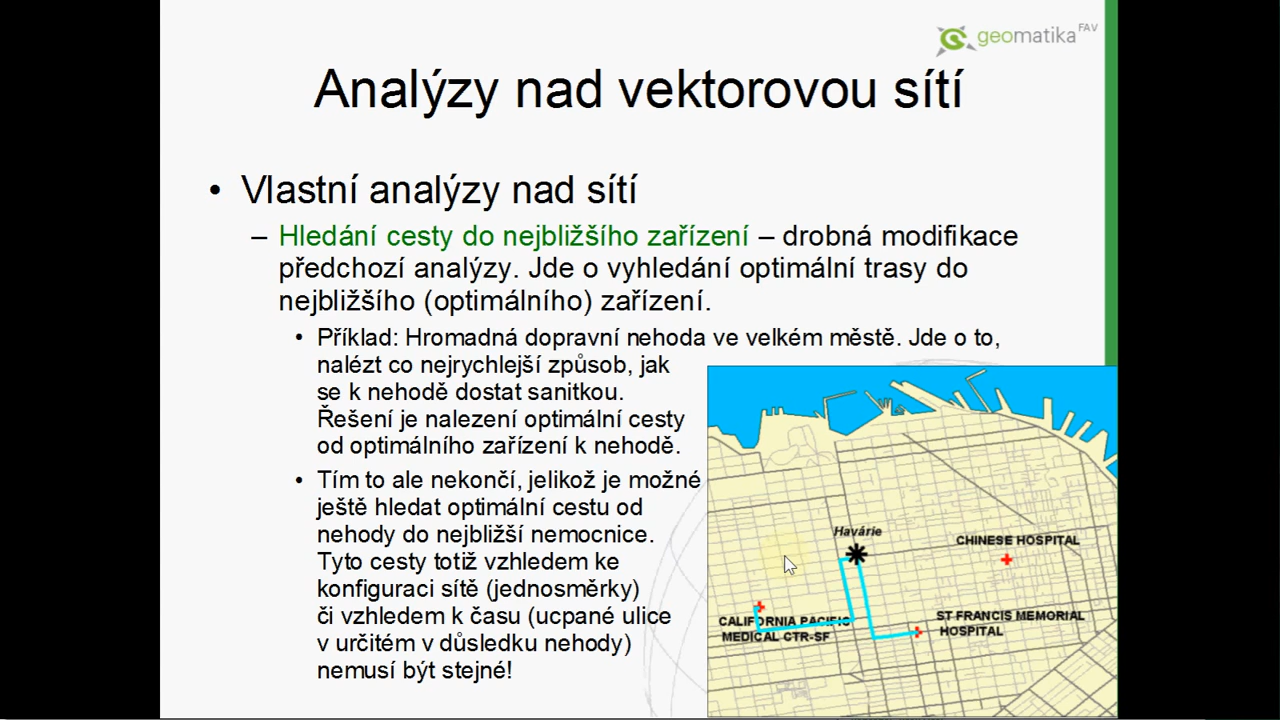 geomatika FAV
Analýzy nad vektorovou sítí
• Vlastní analýzy nad sítí
– Hledání cesty do nejbližšího zařízení – drobná modifikace
předchozí analýzy. Jde o vyhledání optimální trasy do
nejbližšího (optimálního) zařízení.
• Příklad: Hromadná dopravní nehoda ve velkém městě. Jde o to,
nalézt co nejrychlejší způsob, jak
se k nehodě dostat sanitkou.
Řešení je nalezení optimální cesty
od optimálního zařízení k nehodě.
• Tím to ale nekončí, jelikož je možné
ještě hledat optimální cestu od
nehody do nejbližší nemocnice.
Tyto cesty totiž vzhledem ke
konfiguraci sítě (jednosměrky)
či vzhledem k času (ucpané ulice
v určitém v důsledku nehody)
nemusí být stejné!
Havárie
CHINESE HOSPITAL
CALIFORNIA PACIFIC
MEDICAL CTR-SF
ST FRANCIS MEMORIAL
HOSPITAL